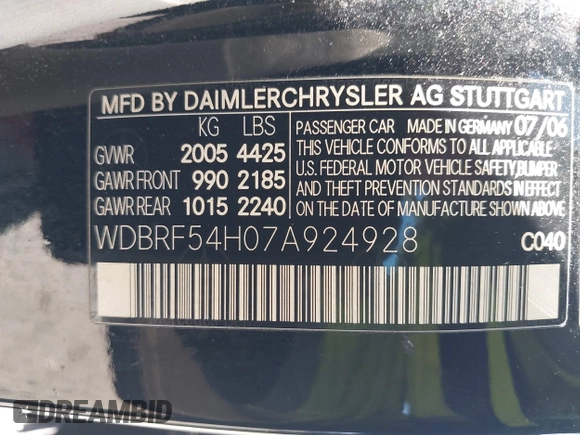 MFD BY DAIMLERCHRYSLER AG STUTTGART
KG LBS
GVWR 2005 4425
GAWR FRONT 990 2185
GAWR REAR 1015 2240
PASSENGER CAR MADE IN GERMANY 07/06
THIS VEHICLE CONFORMS TO ALL APPLICABLE
U.S. FEDERAL MOTOR VEHICLE SAFETY,BUMPER
AND THEFT PREVENTION STANDARDS IN EFFECT
ON THE DATE OF MANUFACTURE SHOWN ABOVE.
WDBRF54H07A924928 C040
DREAMBID